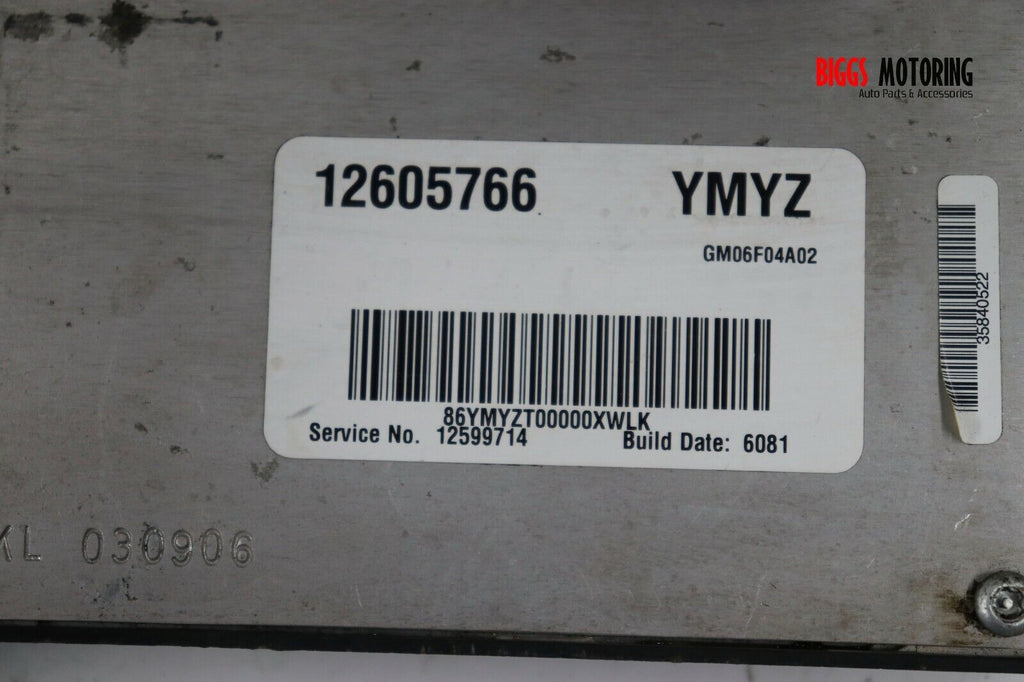 BIGGS MOTORING
Auto Parts & Accessories
12605766 YMYZ
GM06F04A02
86YMYZT00000XWLK
Service No. 12599714 Build Date: 6081
35840522
KL 030906